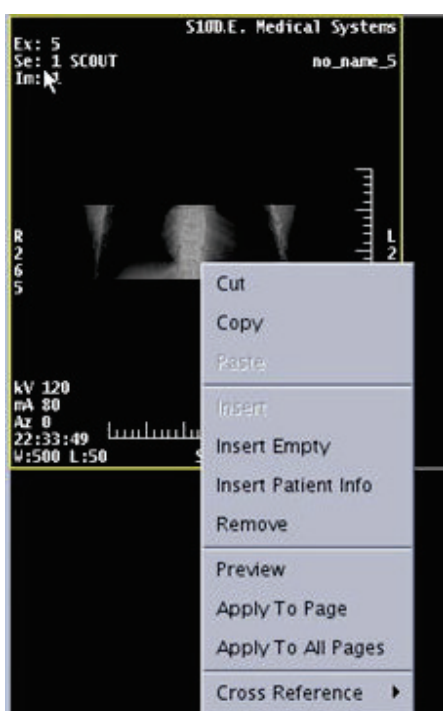 S10D.E. Medical Systems
Ex: 5
Se: 1 SCOUT
no_name_5
Im:
R
2
6
5
L
2
kV 120
mA 80
Az 0
22:33:49
W:500 L:50
S
Cut
Copy
Paste
Insert
Insert Empty
Insert Patient Info
Remove
Preview
Apply To Page
Apply To All Pages
Cross Reference